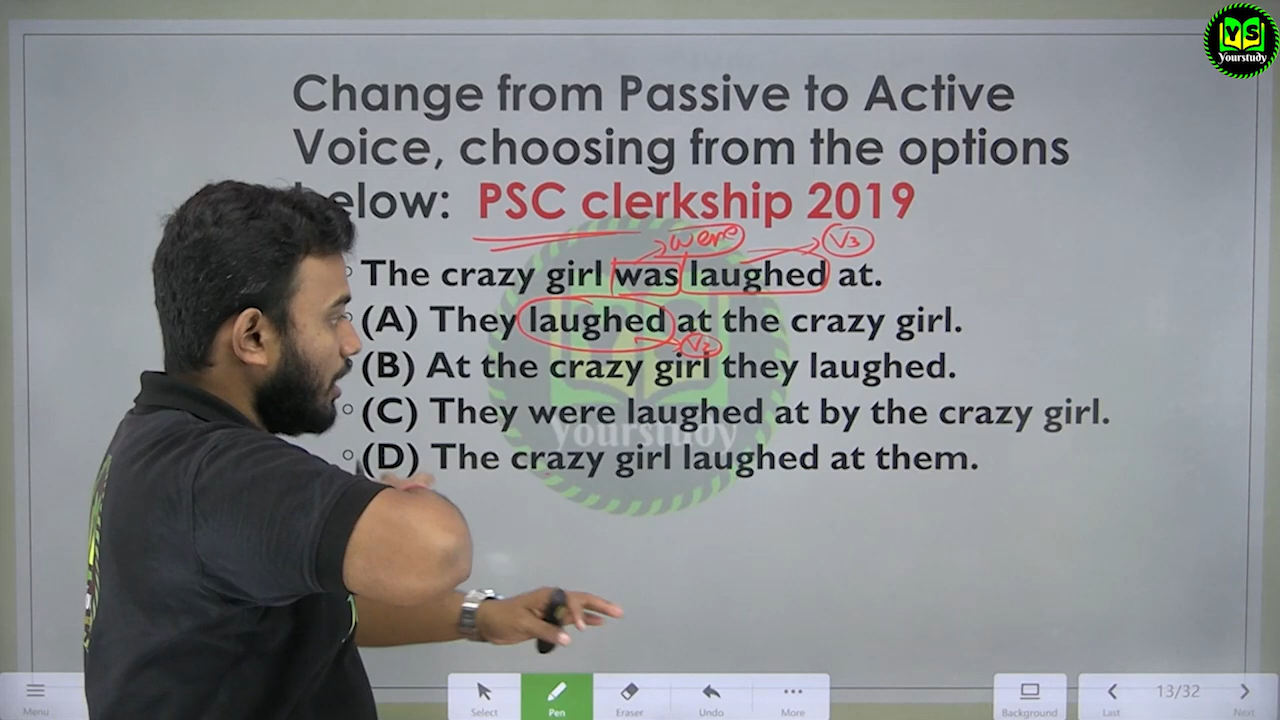 YS
Yourstudy
Change from Passive to Active
Voice, choosing from the options
below: PSC clerkship 2019
were
V3
The crazy girl was laughed at.
(A) They laughed at the crazy girl.
V2
(B) At the crazy girl they laughed.
(C) They were laughed at by the crazy girl.
Yourstudy
(D) The crazy girl laughed at them.
Menu
Select
Pen
Eraser
Undo
More
Background
Last
13/32
Next